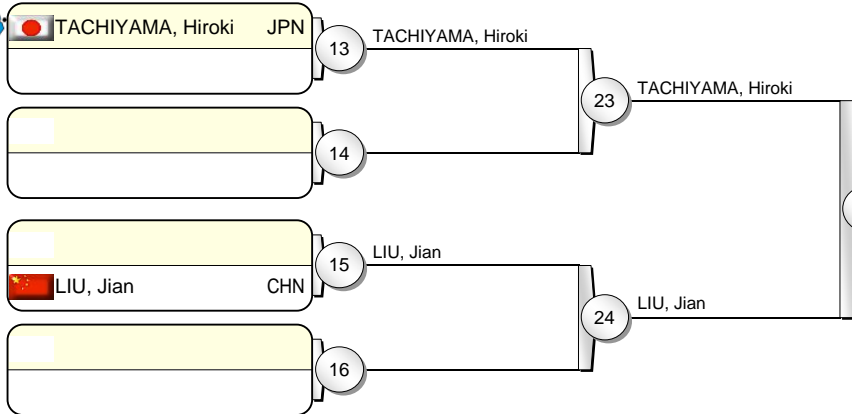 TACHIYAMA, Hiroki JPN
13
TACHIYAMA, Hiroki
23
TACHIYAMA, Hiroki
14
15
LIU, Jian
LIU, Jian CHN
24
LIU, Jian
16